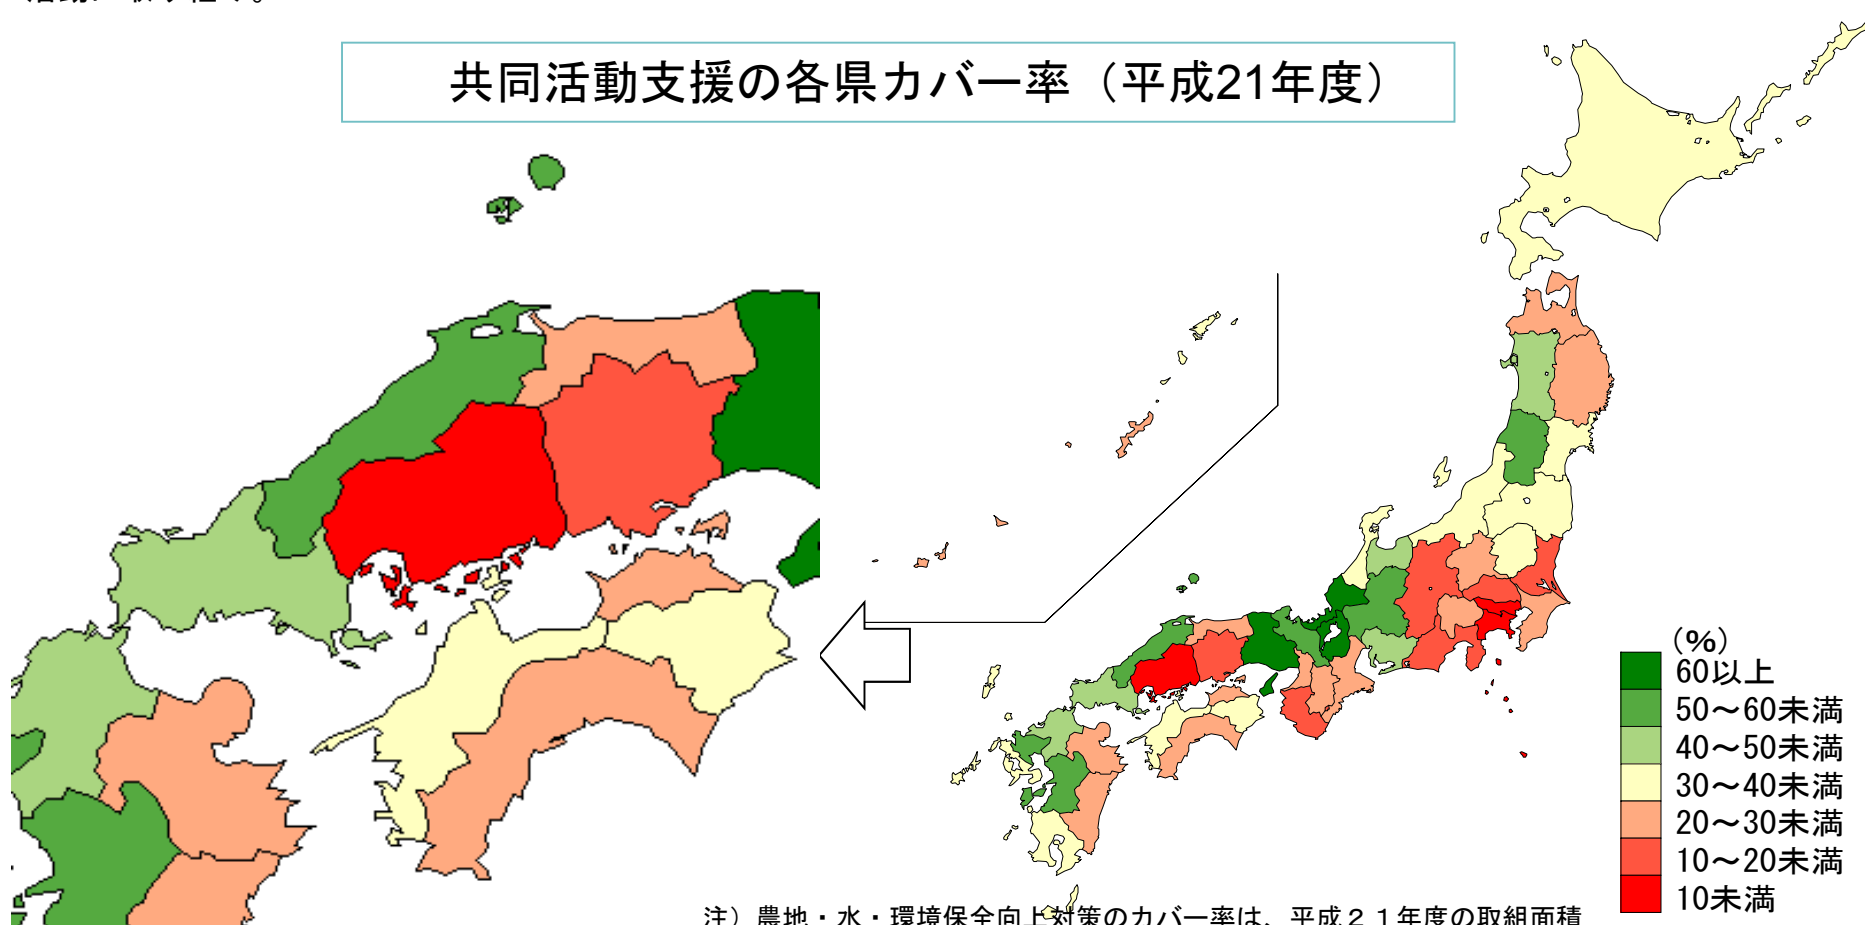 共同活動支援の各県カバー率（平成21年度）
（％）
60以上
50～60未満
40～50未満
30～40未満
20～30未満
10～20未満
10未満
注）農地・水・環境保全向上対策のカバー率は、平成２１年度の取組面積